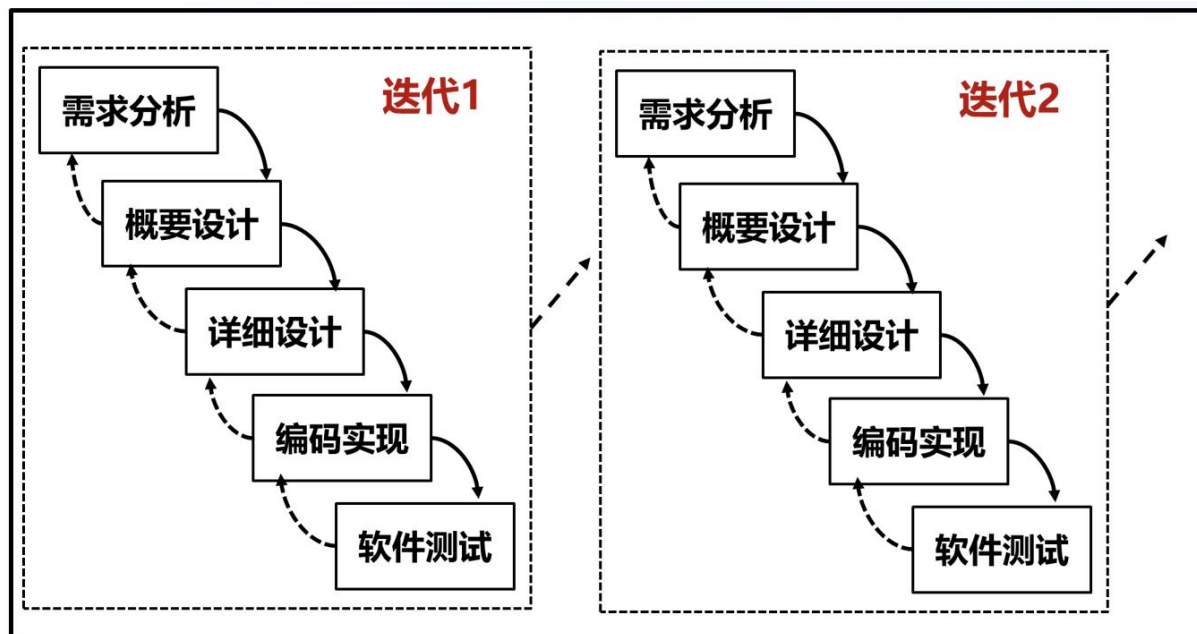 迭代1
需求分析
概要设计
详细设计
编码实现
软件测试
迭代2
需求分析
概要设计
详细设计
编码实现
软件测试